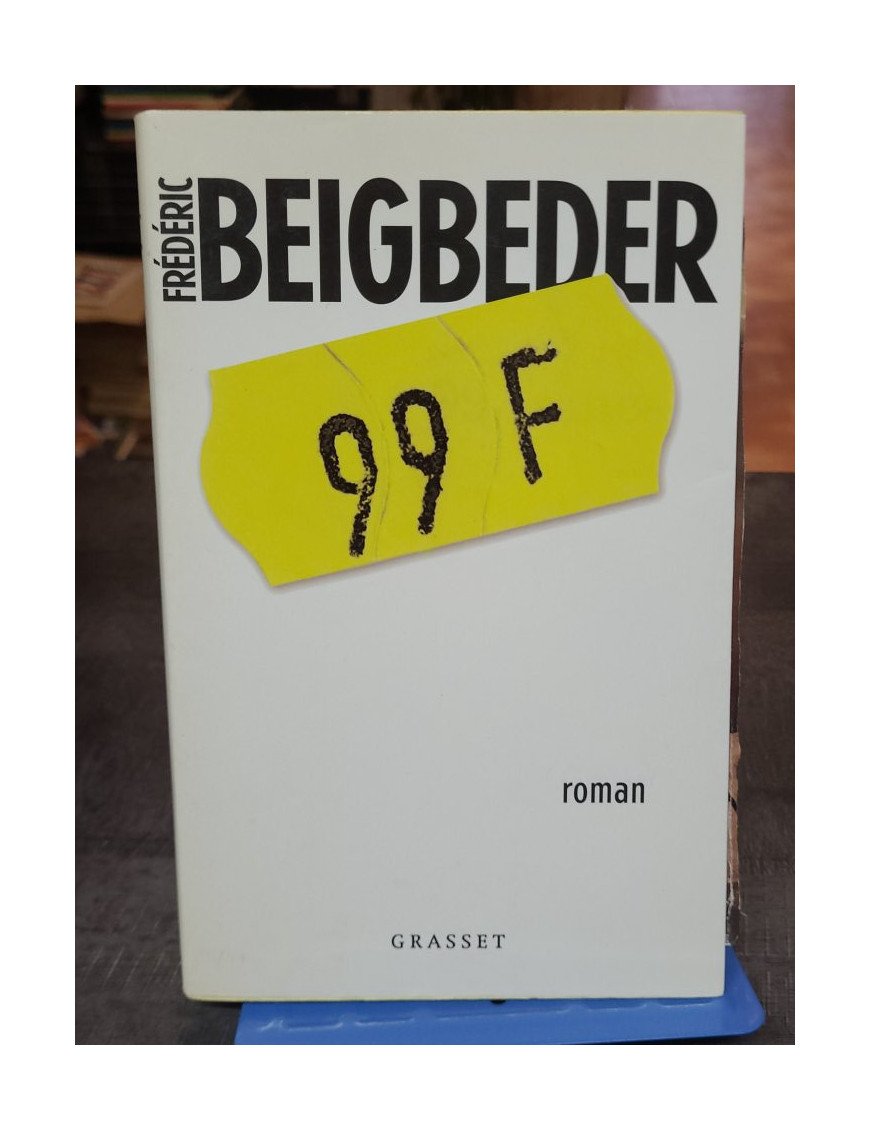 FRÉDÉRIC
BEIGBEDER
99 F
roman
GRASSET